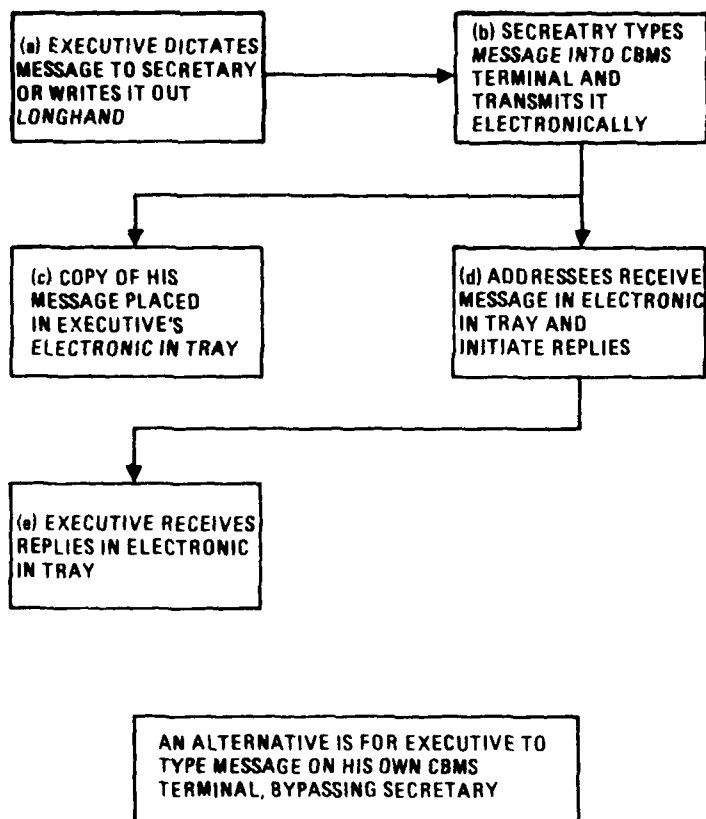 (a) EXECUTIVE DICTATES
MESSAGE TO SECRETARY
OR WRITES IT OUT
LONGHAND
(b) SECREATRY TYPES
MESSAGE INTO CBMS
TERMINAL AND
TRANSMITS IT
ELECTRONICALLY
(c) COPY OF HIS
MESSAGE PLACED
IN EXECUTIVE'S
ELECTRONIC IN TRAY
(d) ADDRESSEES RECEIVE
MESSAGE IN ELECTRONIC
IN TRAY AND
INITIATE REPLIES
(e) EXECUTIVE RECEIVES
REPLIES IN ELECTRONIC
IN TRAY
AN ALTERNATIVE IS FOR EXECUTIVE TO
TYPE MESSAGE ON HIS OWN CBMS
TERMINAL, BYPASSING SECRETARY